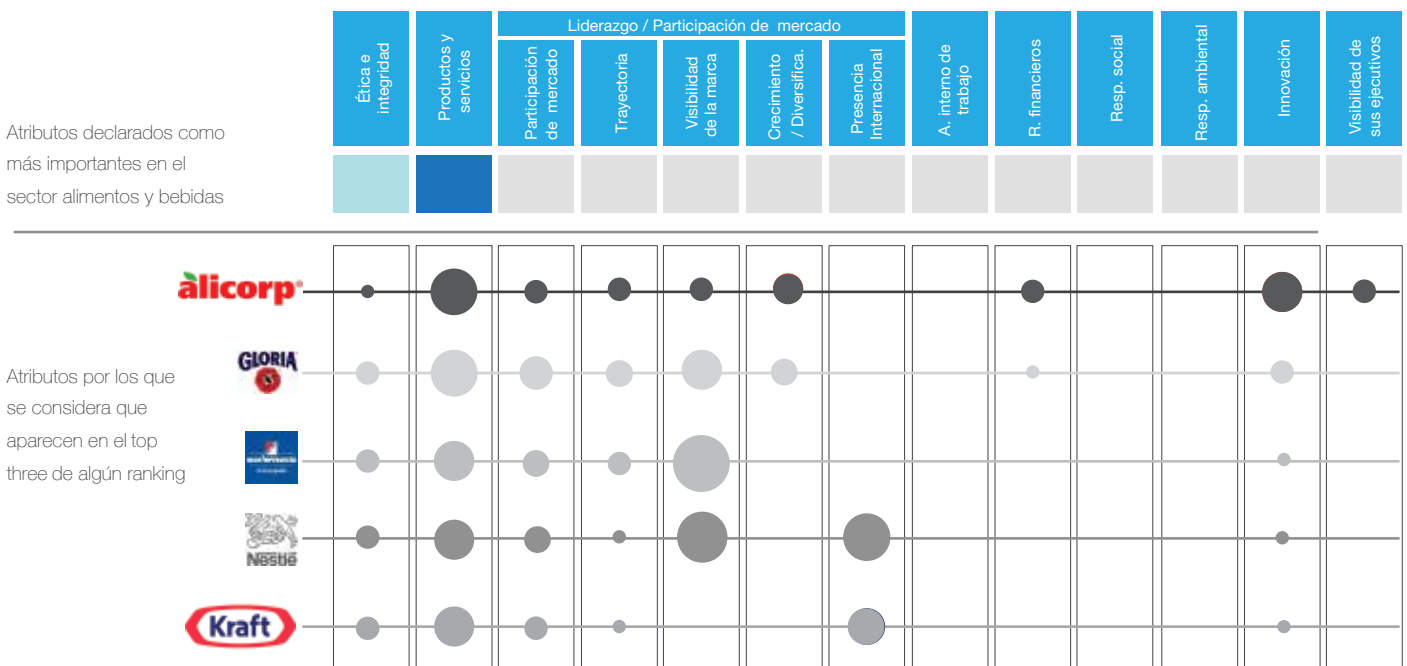 Liderazgo / Participación de mercado
Ética e
integridad
Productos y
servicios
Participación
de mercado
Trayectoria
Visibilidad
de la marca
Crecimiento
/ Diversifica.
Presencia
Internacional
A. interno de
trabajo
R. financieros
Resp. social
Resp. ambiental
Innovación
Visibilidad de
sus ejecutivos
Atributos declarados como
más importantes en el
sector alimentos y bebidas
àlicorp®
Atributos por los que
se considera que
aparecen en el top
three de algún ranking
GLORIA
Nestlé
Kraft